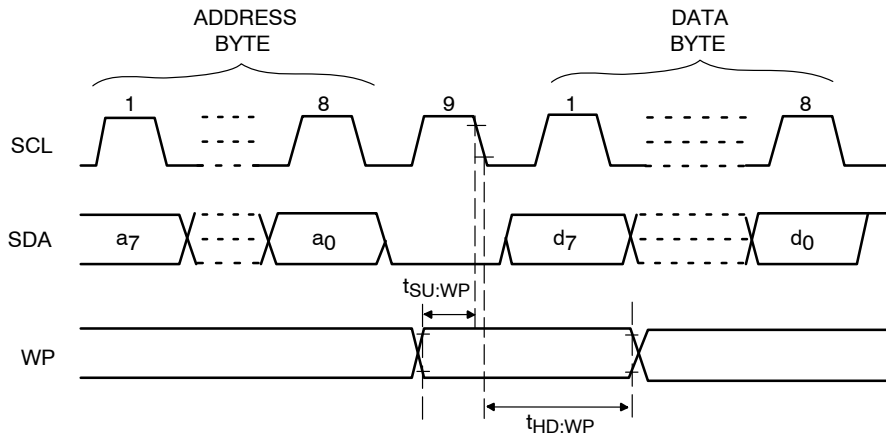 ADDRESS
BYTE
DATA
BYTE
1
8
9
1
8
SCL
SDA
a7
a0
d7
d0
tSU:WP
WP
tHD:WP